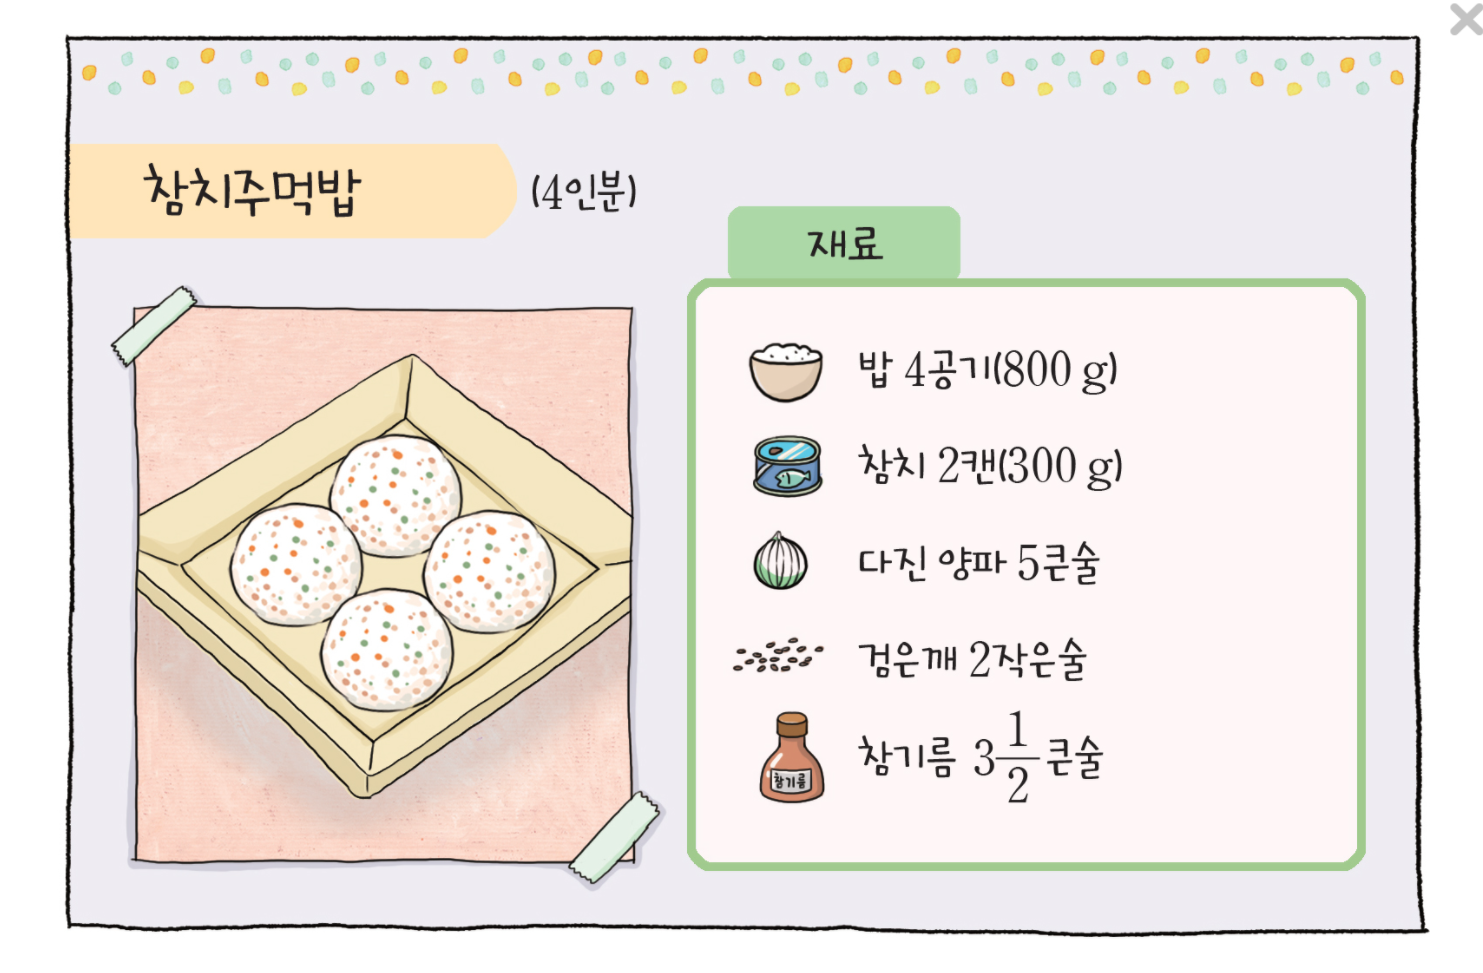 참치주먹밥 (4인분)
재료
밥 4공기(800 g)
참치 2캔(300 g)
다진 양파 5큰술
검은깨 2작은술
참기름 3 1/2 큰술
참기름